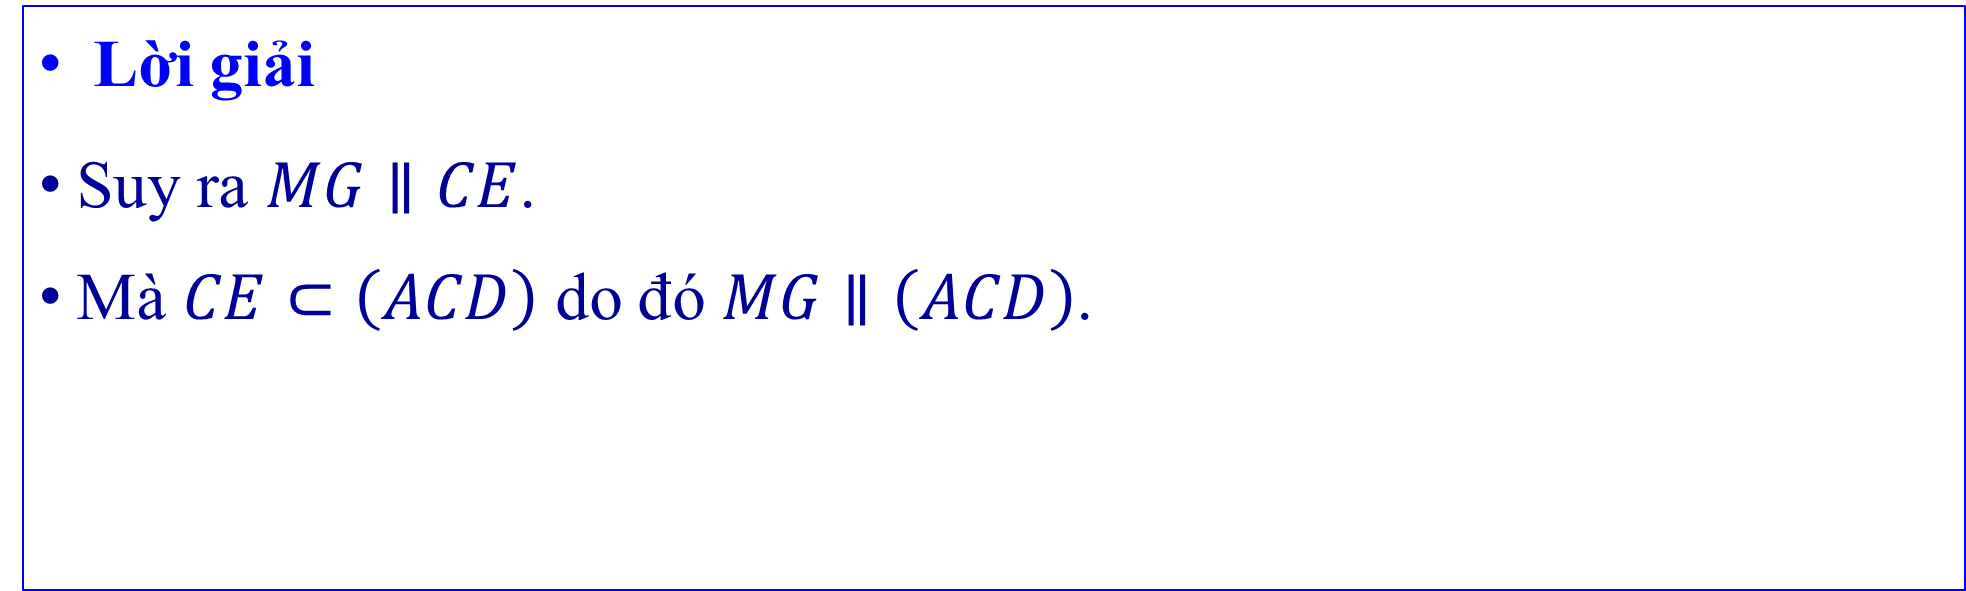 • Lời giải
• Suy ra 𝑀𝐺 ∥ 𝐶𝐸.
• Mà 𝐶𝐸 ⊂ (𝐴𝐶𝐷) do đó 𝑀𝐺 ∥ (𝐴𝐶𝐷).